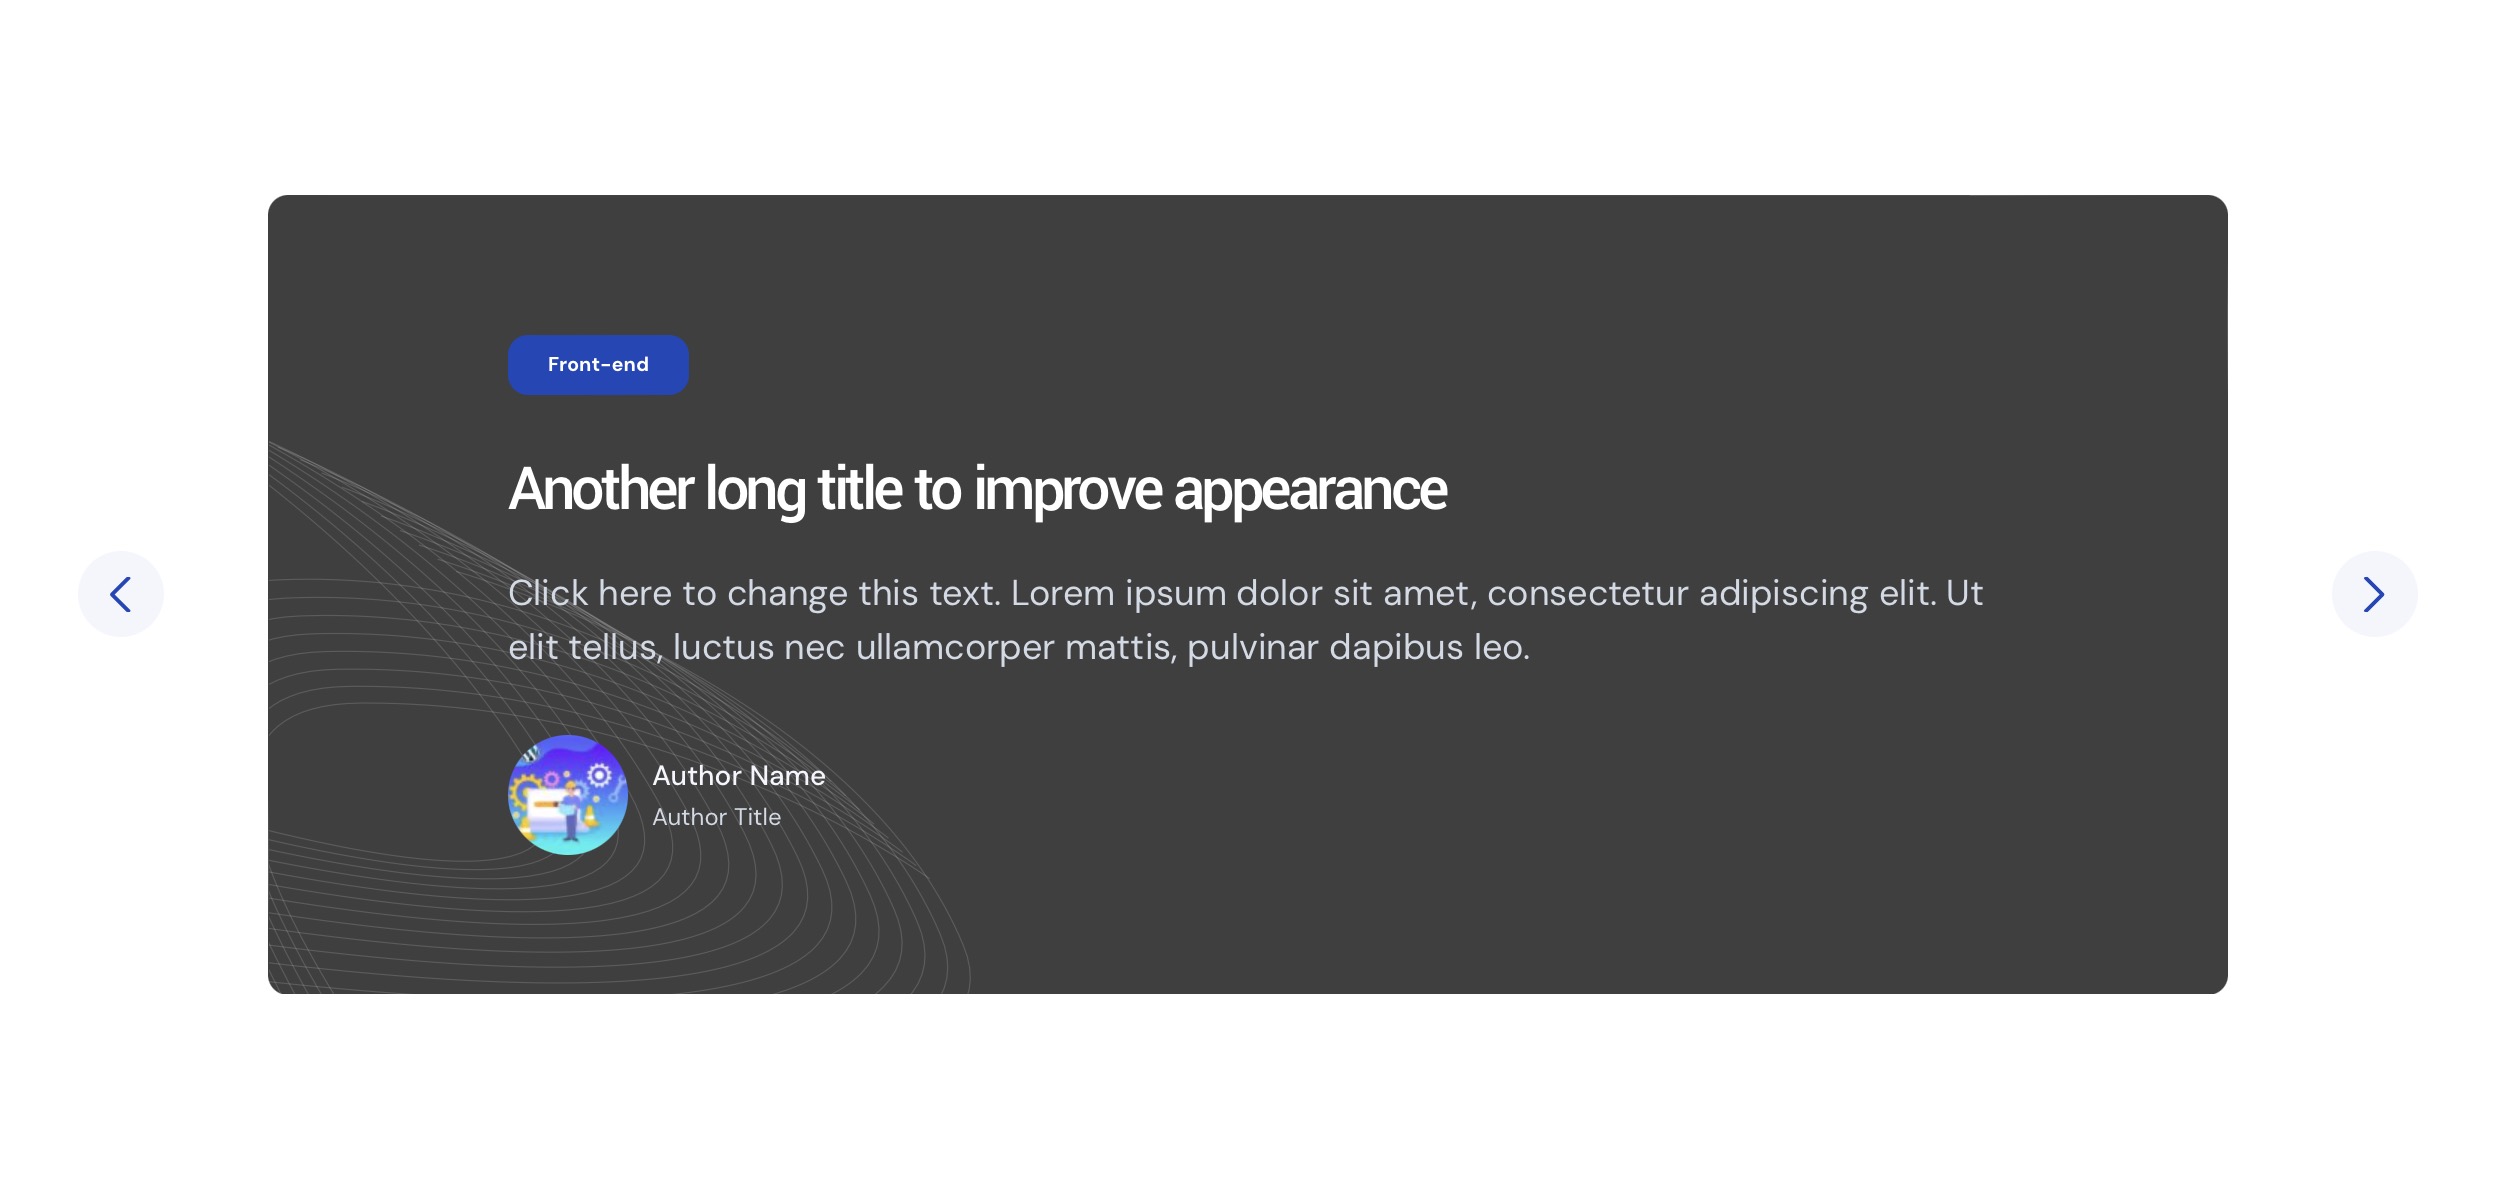 Front-end
Another long title to improve appearance
Click here to change this text. Lorem ipsum dolor sit amet, consectetur adipiscing elit. Ut
elit tellus, luctus nec ullamcorper mattis, pulvinar dapibus leo.
Author Name
Author Title